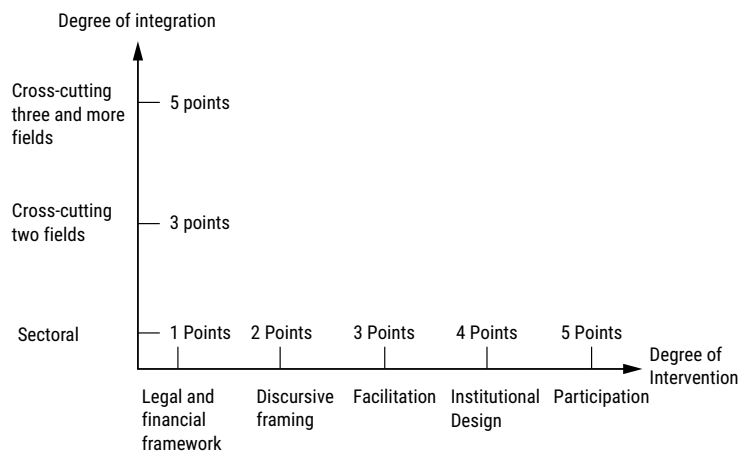 Degree of integration
Cross-cutting
three and more
fields
5 points
Cross-cutting
two fields
3 points
Sectoral
1 Points
2 Points
3 Points
4 Points
5 Points
Degree of
Intervention
Legal and
financial
framework
Discursive
framing
Facilitation
Institutional
Design
Participation